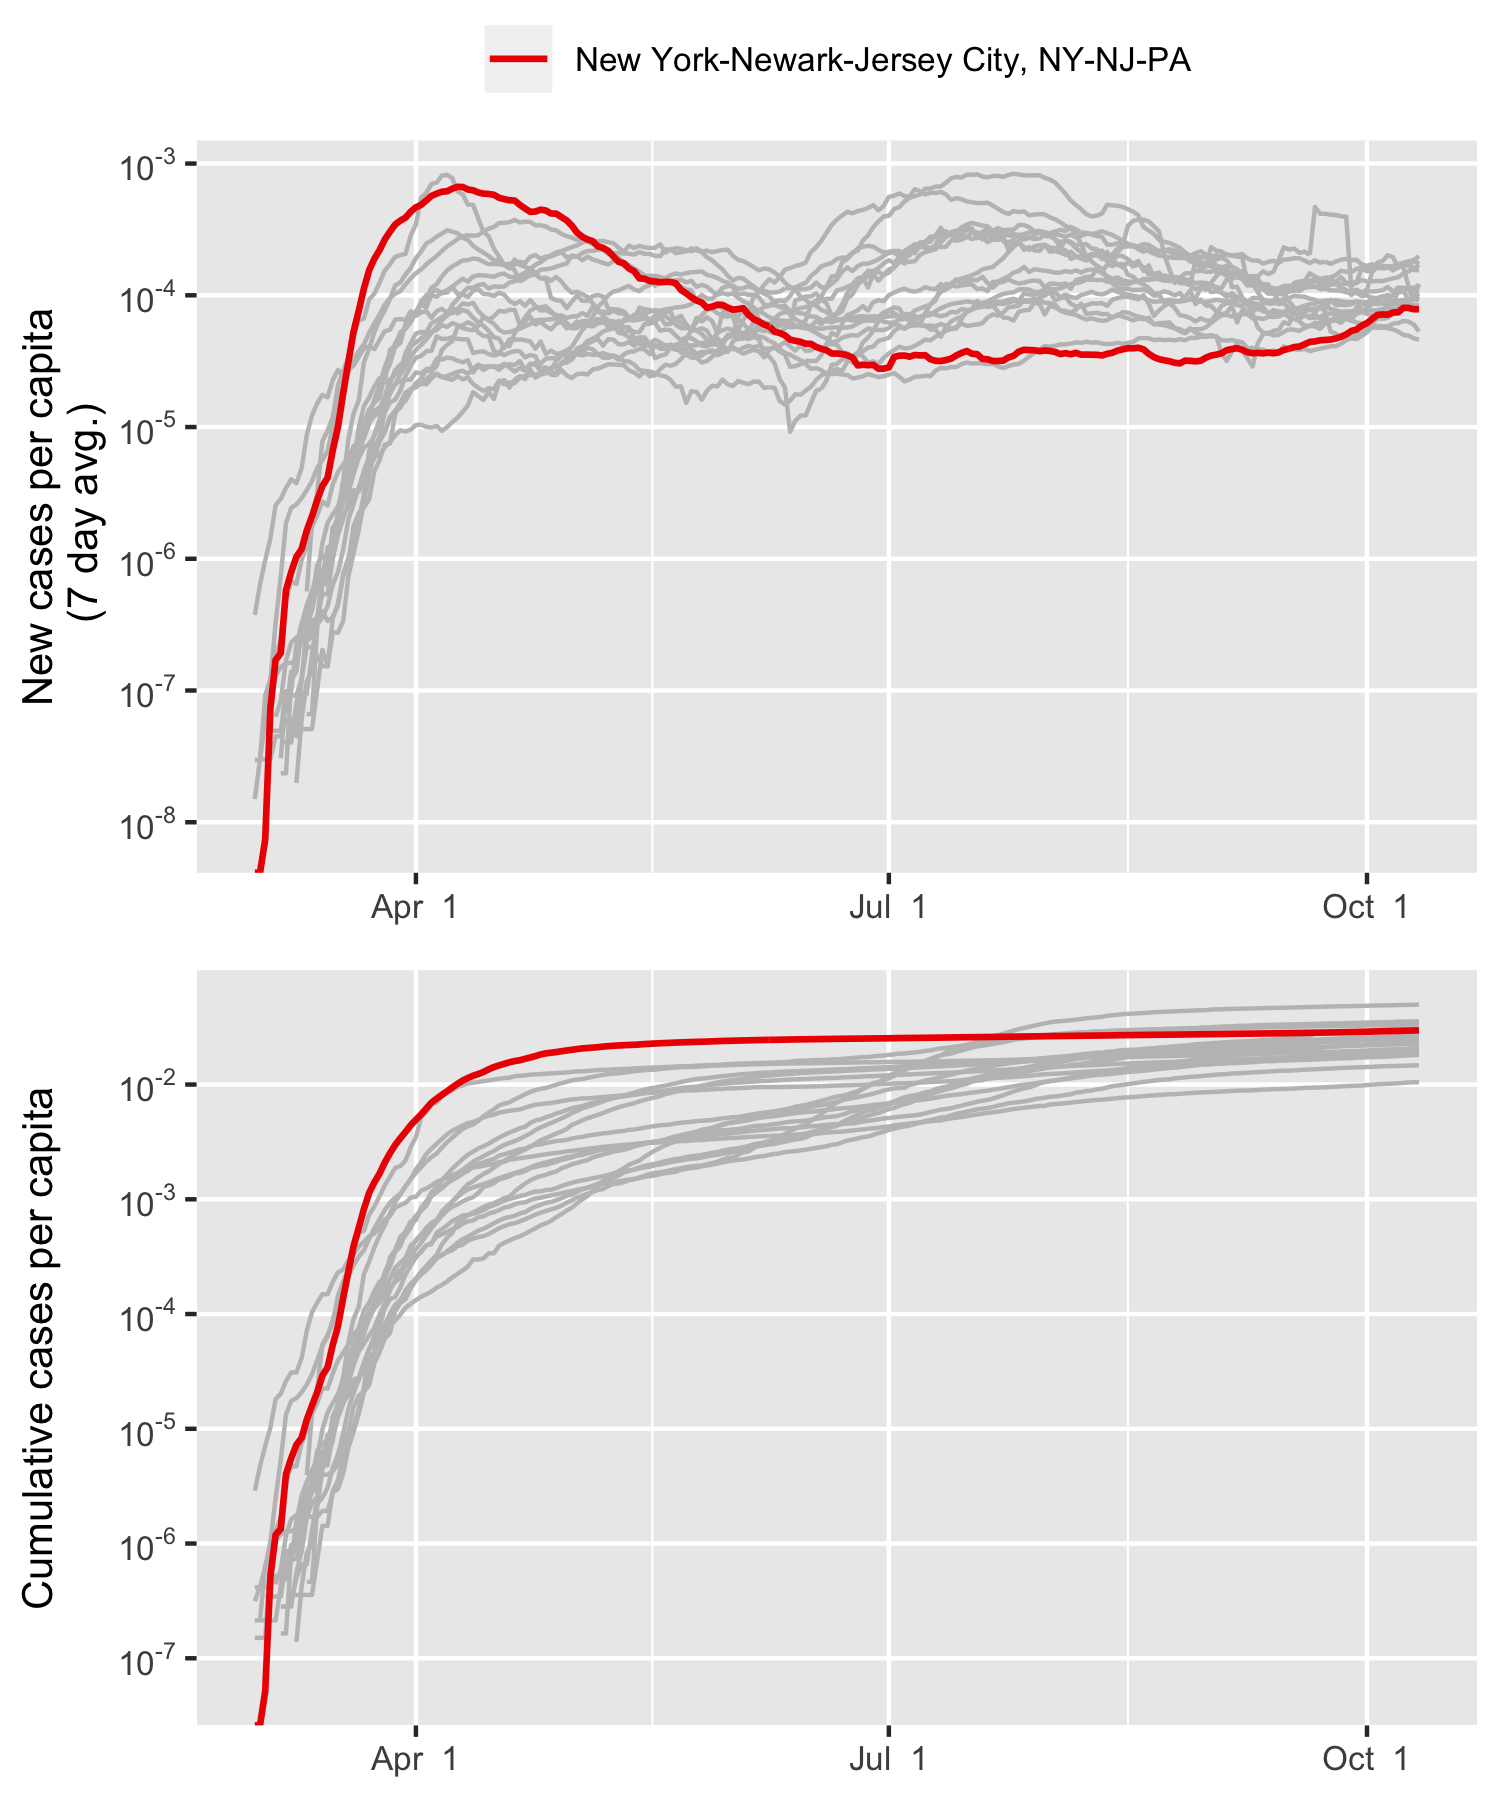 New York-Newark-Jersey City, NY-NJ-PA
New cases per capita
(7 day avg.)
10-3
10-4
10-5
10-6
10-7
10-8
Apr 1
Jul 1
Oct 1
Cumulative cases per capita
10-2
10-3
10-4
10-5
10-6
10-7
Apr 1
Jul 1
Oct 1